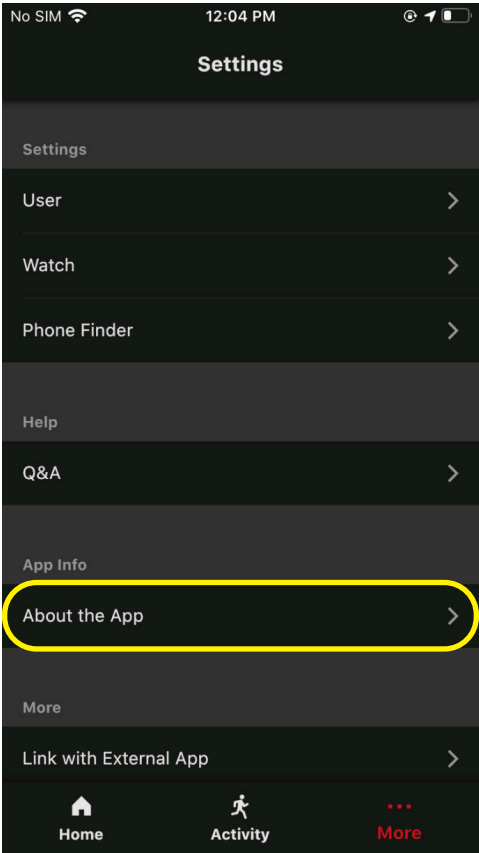 No SIM 12:04 PM
Settings
Settings
User
Watch
Phone Finder
Help
Q&A
App Info
About the App
More
Link with External App
Home Activity More